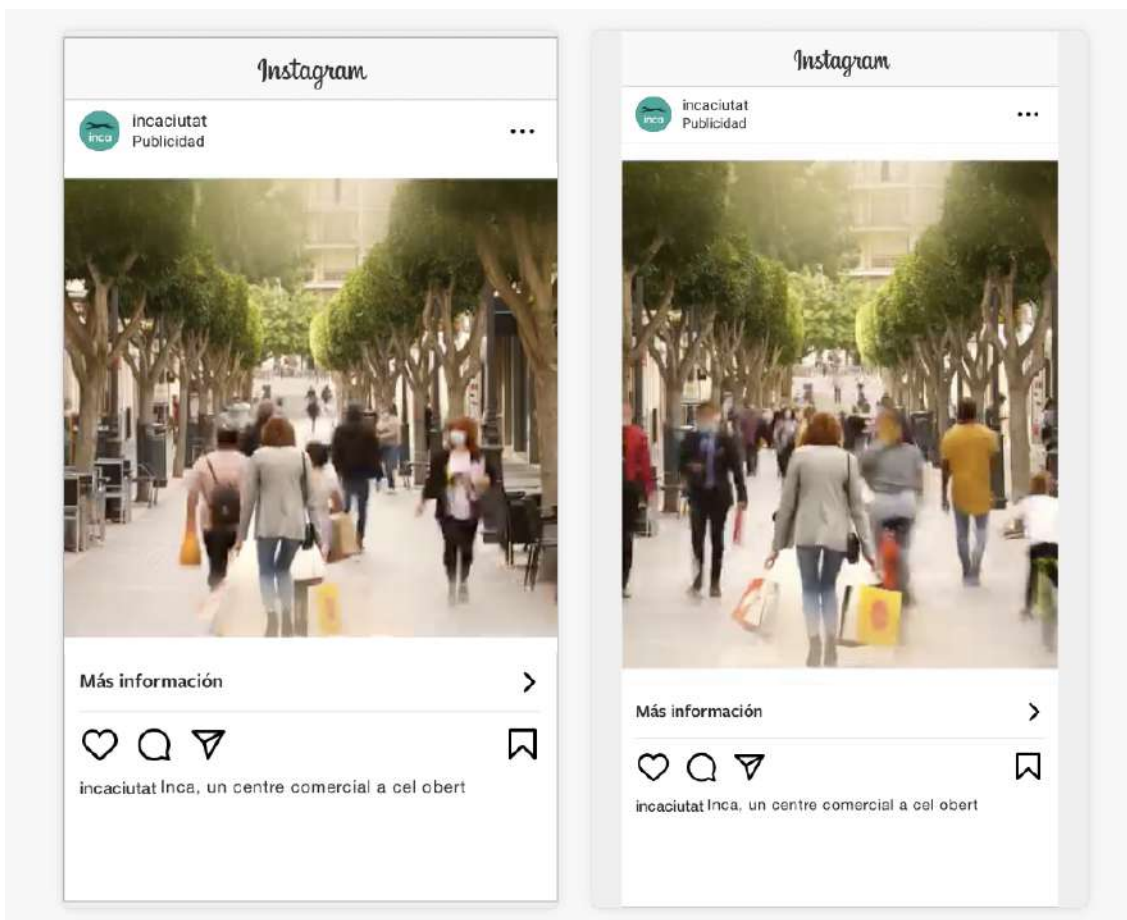 Instagram
inca
incaciutat
Publicidad
Más información
incaciutat Inca, un centre comercial a cel obert
Instagram
inca
incaciutat
Publicidad
Más información
incaciutat Inca, un centre comercial a cel obert